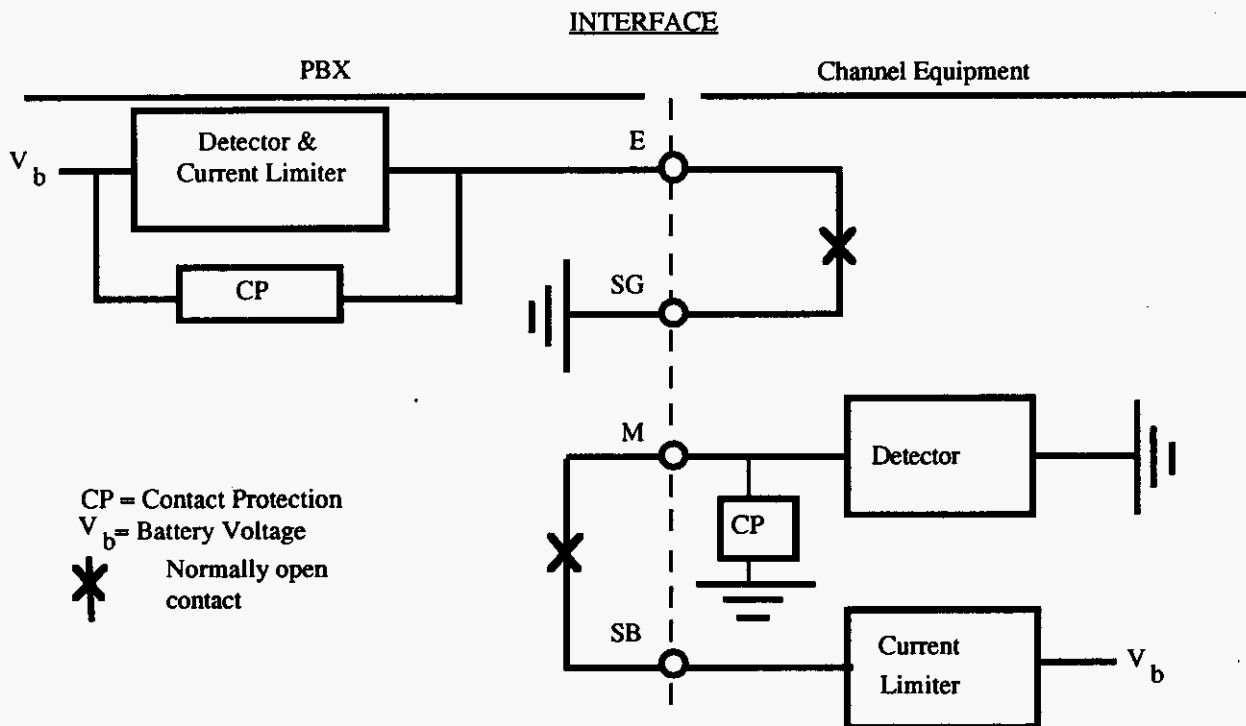 INTERFACE
PBX
Channel Equipment
V b
Detector &
Current Limiter
E
CP
SG
M
Detector
CP = Contact Protection
V b = Battery Voltage
Normally open
contact
CP
SB
Current
Limiter
V b